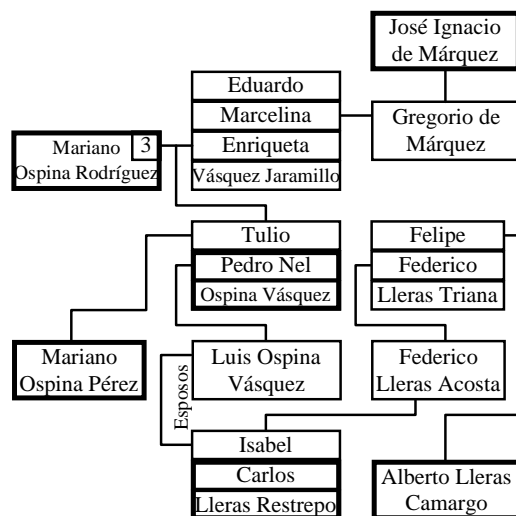 José Ignacio
de Márquez
Eduardo
Marcelina
Enriqueta
Vásquez Jaramillo
Gregorio de
Márquez
Mariano
3
Ospina Rodríguez
Tulio
Pedro Nel
Ospina Vásquez
Felipe
Federico
Lleras Triana
Mariano
Ospina Pérez
Esposos
Luis Ospina
Vásquez
Federico
Lleras Acosta
Isabel
Carlos
Lleras Restrepo
Alberto Lleras
Camargo